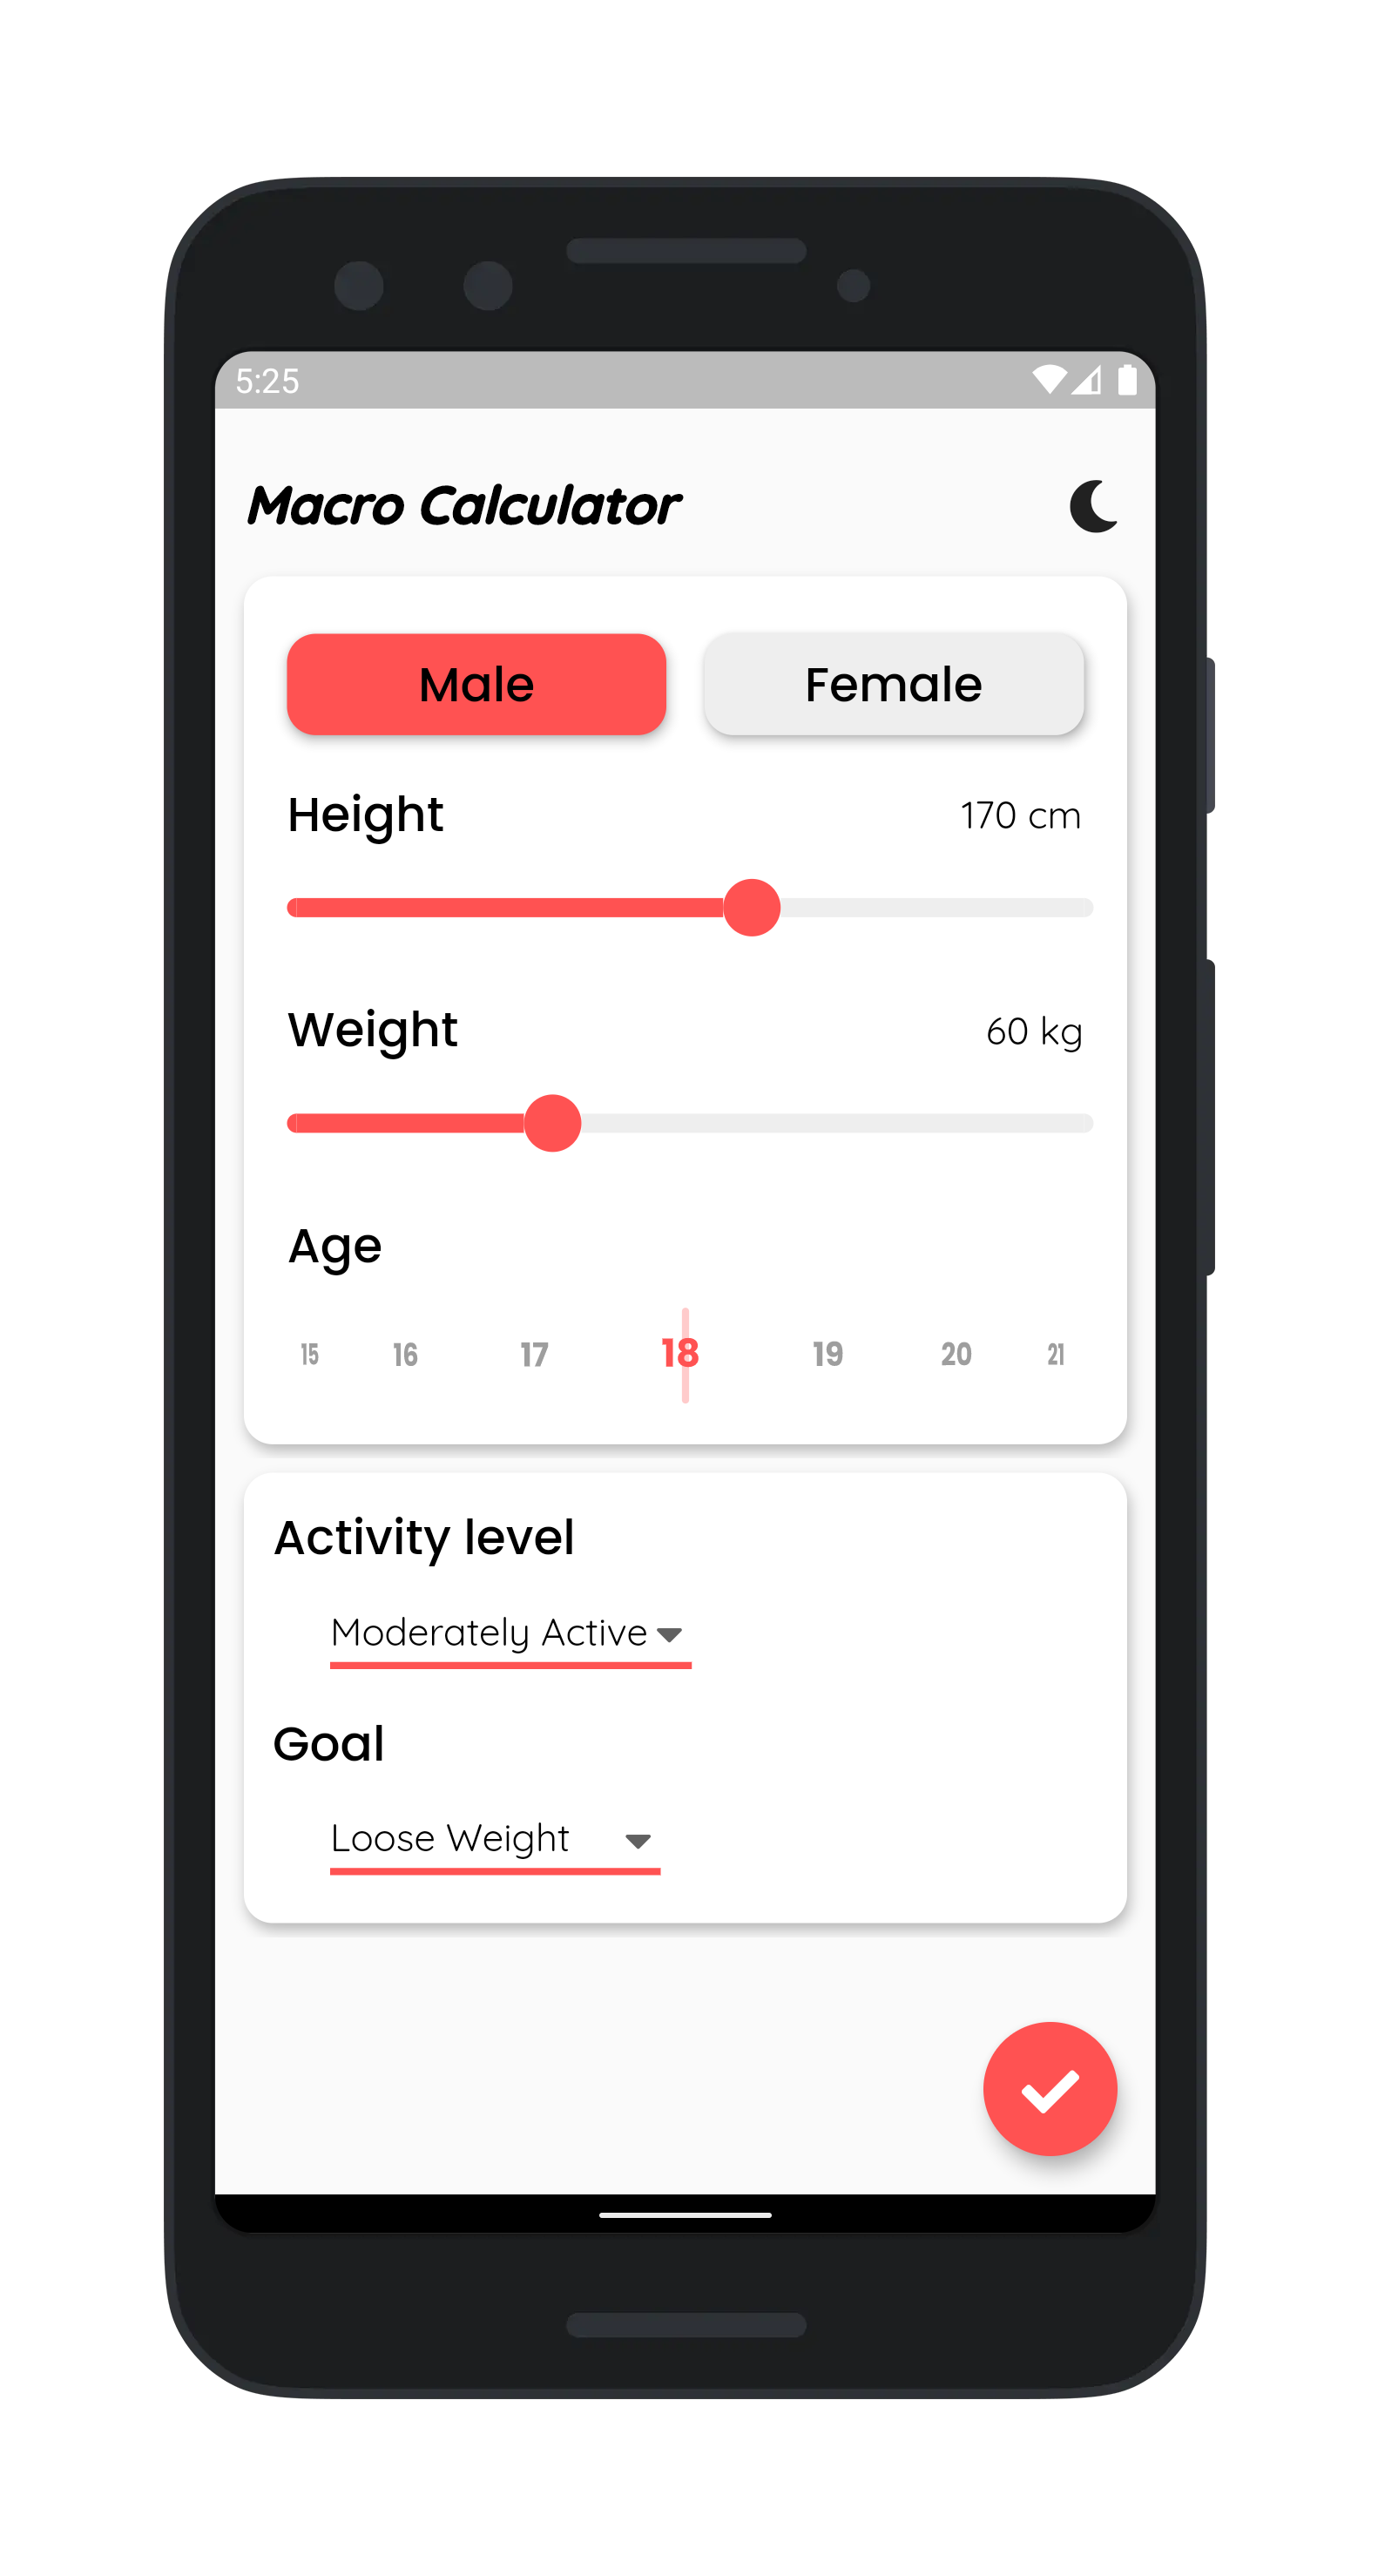 5:25
Macro Calculator
Male Female
Height 170 cm
Weight 60 kg
Age
15 16 17 18 19 20 21
Activity level
Moderately Active
Goal
Loose Weight